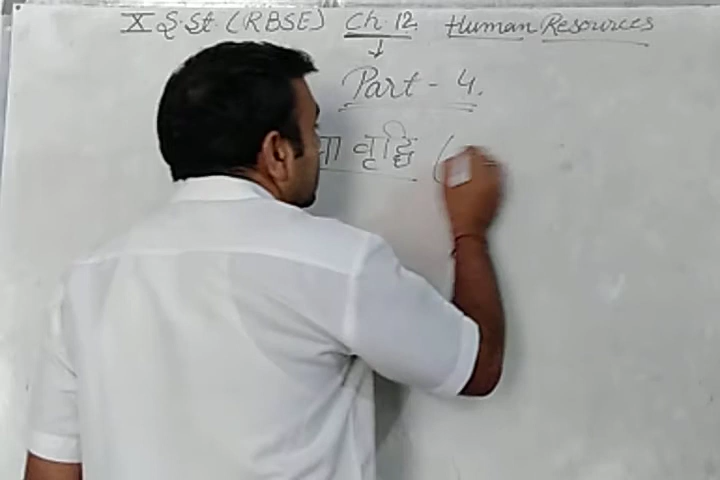 X S.St. (RBSE) Ch. 12. Human Resources
Part - 4.
वृद्धि (